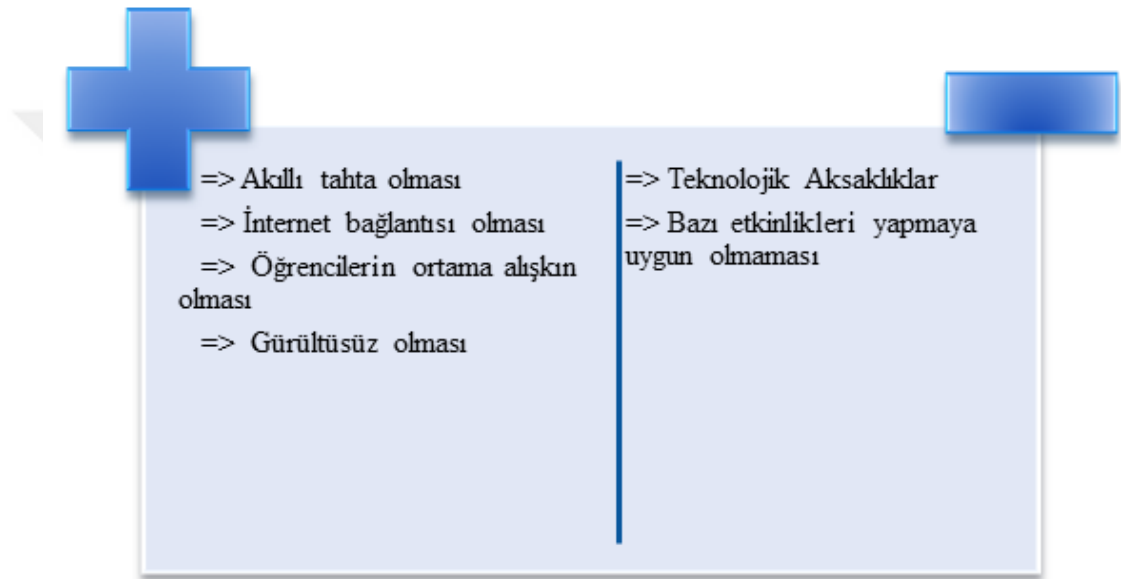 => Akıllı tahta olması
=> İnternet bağlantısı olması
=> Öğrencilerin ortama alışkın
olması
=> Gürültüsüz olması
=> Teknolojik Aksaklıklar
=> Bazı etkinlikleri yapmaya
uygun olmaması